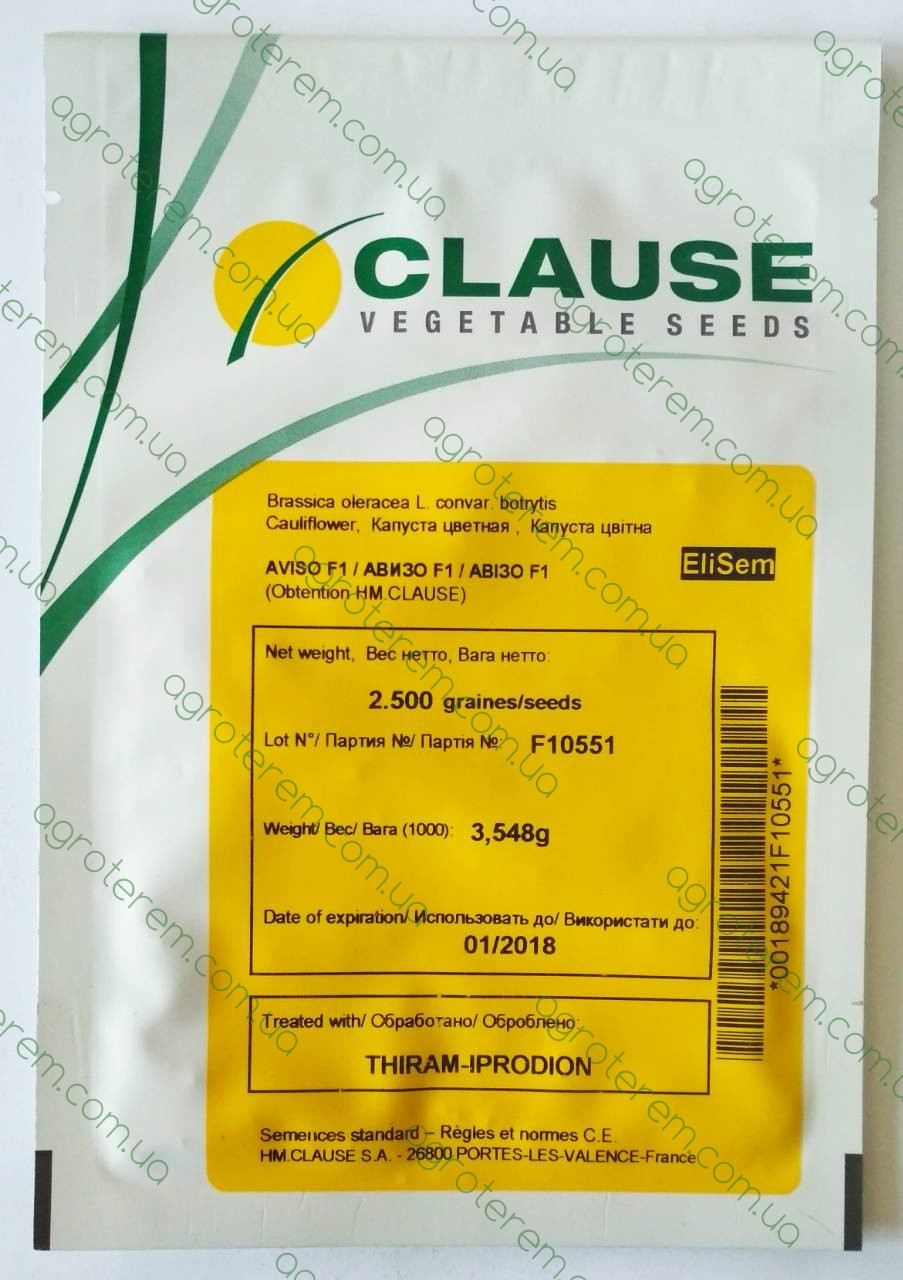 CLAUSE
VEGETABLE SEEDS
Brassica oleracea L. convar. botrytis
Cauliflower, Капуста цветная , Капуста цвітна
AVISO F1 / АВИЗО F1 / АВІЗО F1
(Obtention HM.CLAUSE)
EliSem
Net weight, Вес нетто, Вага нетто:
2.500 graines/seeds
Lot N°/ Партия №/ Партія №: F10551
Weight/ Вес/ Вага (1000): 3,548g
Date of expiration/ Использовать до/ Використати до:
01/2018
*00189421F10551*
Treated with/ Обработано/ Оброблено:
THIRAM-IPRODION
Semences standard - Règles et normes C.E.
HM.CLAUSE S.A. - 26800 PORTES-LES-VALENCE-France
agroterem.com.ua